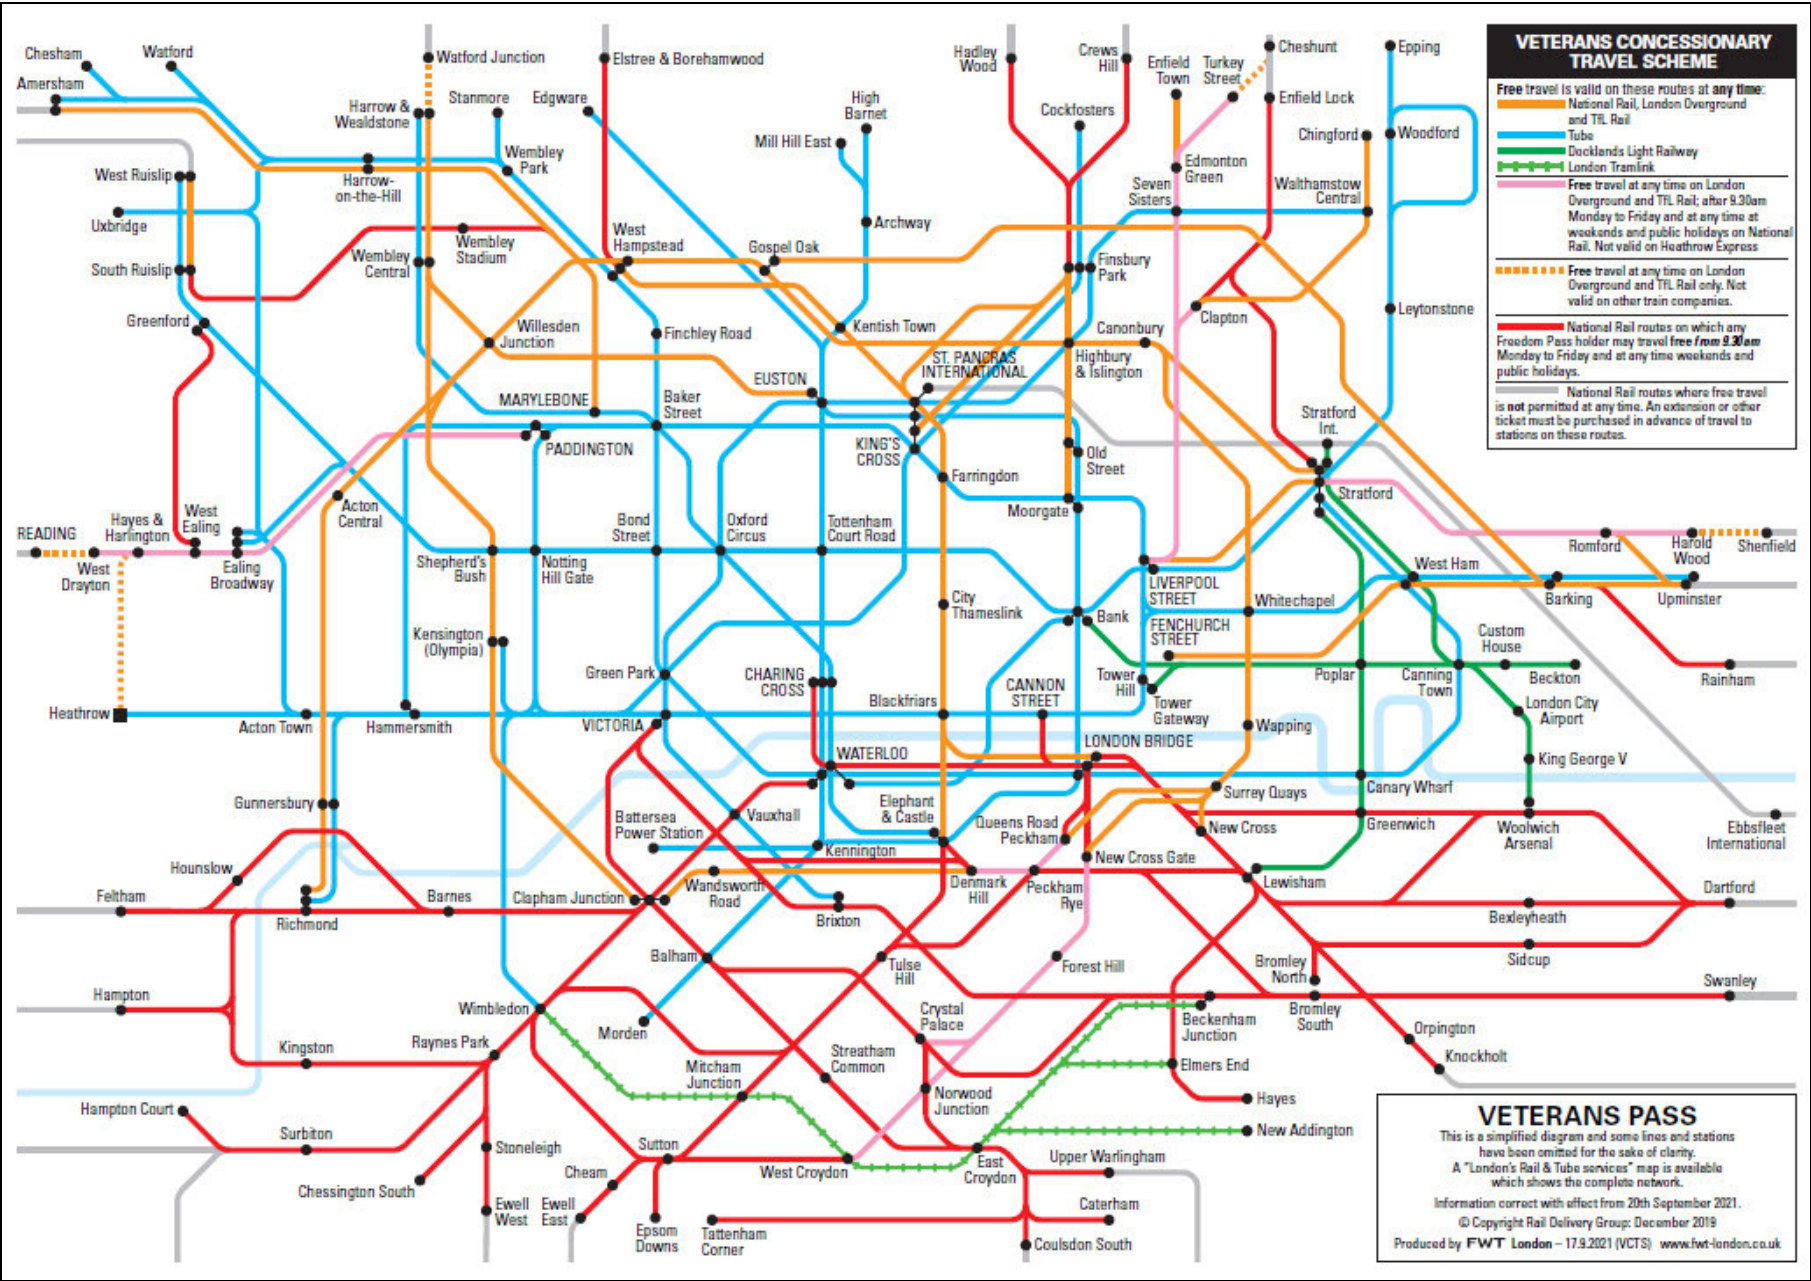 Chesham
Watford
Amersham
Watford Junction
Elstree & Borehamwood
Hadley
Wood
Crews
Hill
Enfield
Town
Turkey
Street
Cheshunt
Epping
Harrow &
Wealdstone
Stanmore
Edgware
High
Barnet
Cockfosters
Enfield Lock
Mill Hill East
Chingford
Woodford
West Ruislip
Harrow-
on-the-Hill
Wembley
Park
Edmonton
Green
Seven
Sisters
Walthamstow
Central
Uxbridge
Archway
South Ruislip
Wembley
Central
Wembley
Stadium
West
Hampstead
Gospel Oak
Finsbury
Park
Greenford
Willesden
Junction
Finchley Road
Kentish Town
Canonbury
Clapton
Leytonstone
ST. PANCRAS
INTERNATIONAL
Highbury
& Islington
EUSTON
MARYLEBONE
Baker
Street
Stratford
Int.
PADDINGTON
KING'S
CROSS
Old
Street
Farringdon
Stratford
Acton
Central
Moorgate
READING
Hayes &
Harlington
West
Ealing
Bond
Street
Oxford
Circus
Tottenham
Court Road
Romford
Harold
Wood
Shenfield
West
Drayton
Ealing
Broadway
Shepherd's
Bush
Notting
Hill Gate
LIVERPOOL
STREET
West Ham
City
Thameslink
Bank
Whitechapel
Barking
Upminster
FENCHURCH
STREET
Kensington
(Olympia)
Custom
House
Green Park
CHARING
CROSS
CANNON
STREET
Tower
Hill
Poplar
Canning
Town
Beckton
Rainham
Blackfriars
Tower
Gateway
London City
Airport
Heathrow
Acton Town
Hammersmith
VICTORIA
Wapping
WATERLOO
LONDON BRIDGE
King George V
Gunnersbury
Battersea
Power Station
Vauxhall
Elephant
& Castle
Queens Road
Peckham
Surrey Quays
Canary Wharf
New Cross
Greenwich
Woolwich
Arsenal
Ebbsfleet
International
Hounslow
Kennington
New Cross Gate
Feltham
Barnes
Clapham Junction
Wandsworth
Road
Denmark
Hill
Peckham
Rye
Lewisham
Dartford
Richmond
Brixton
Bexleyheath
Balham
Tulse
Hill
Forest Hill
Bromley
North
Sidcup
Hampton
Wimbledon
Morden
Crystal
Palace
Beckenham
Junction
Bromley
South
Swanley
Orpington
Kingston
Raynes Park
Mitcham
Junction
Streatham
Common
Elmers End
Knockholt
Hampton Court
Norwood
Junction
Hayes
Surbiton
Stoneleigh
Sutton
New Addington
Cheam
West Croydon
East
Croydon
Upper Warlingham
Chessington South
Ewell
West
Ewell
East
Epsom
Downs
Tattenham
Corner
Caterham
Coulsdon South
VETERANS CONCESSIONARY
TRAVEL SCHEME
Free travel is valid on these routes at any time:
National Rail, London Overground
and TfL Rail
Tube
Docklands Light Railway
London Tramlink
Free travel at any time on London
Overground and TfL Rail; after 9.30am
Monday to Friday and at any time at
weekends and public holidays on National
Rail. Not valid on Heathrow Express
Free travel at any time on London
Overground and TfL Rail only. Not
valid on other train companies.
National Rail routes on which any
Freedom Pass holder may travel free from 9.30am
Monday to Friday and at any time weekends and
public holidays.
National Rail routes where free travel
is not permitted at any time. An extension or other
ticket must be purchased in advance of travel to
stations on these routes.
VETERANS PASS
This is a simplified diagram and some lines and stations
have been omitted for the sake of clarity.
A "London's Rail & Tube services" map is available
which shows the complete network.
Information correct with effect from 20th September 2021.
© Copyright Rail Delivery Group: December 2019
Produced by FWT London – 17.9.2021 (VCTS) www.fwt-london.co.uk